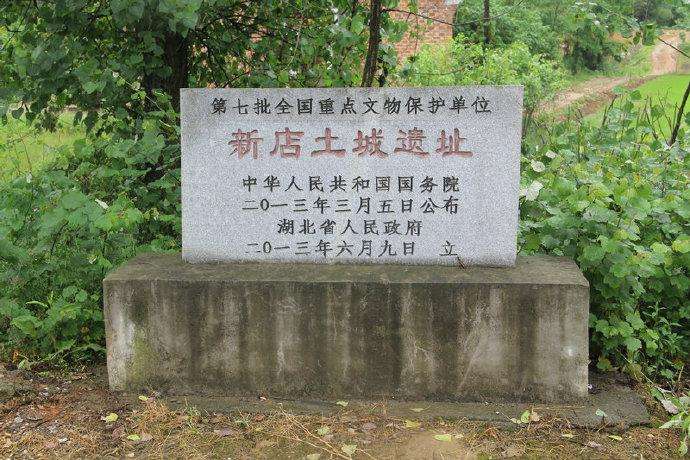 第七批全国重点文物保护单位
新店土城遗址
中华人民共和国国务院
二〇一三年三月五日公布
湖北省人民政府
二〇一三年六月九日 立